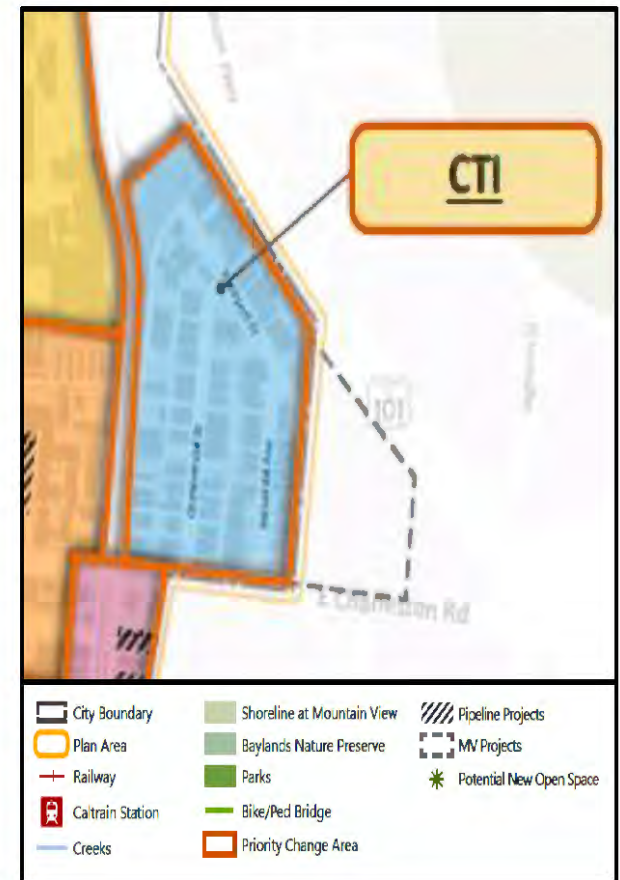 CTI
101
E Charleston Rd
City Boundary
Plan Area
Railway
Caltrain Station
Creeks
Shoreline at Mountain View
Baylands Nature Preserve
Parks
Bike/Ped Bridge
Priority Change Area
Pipeline Projects
MV Projects
Potential New Open Space